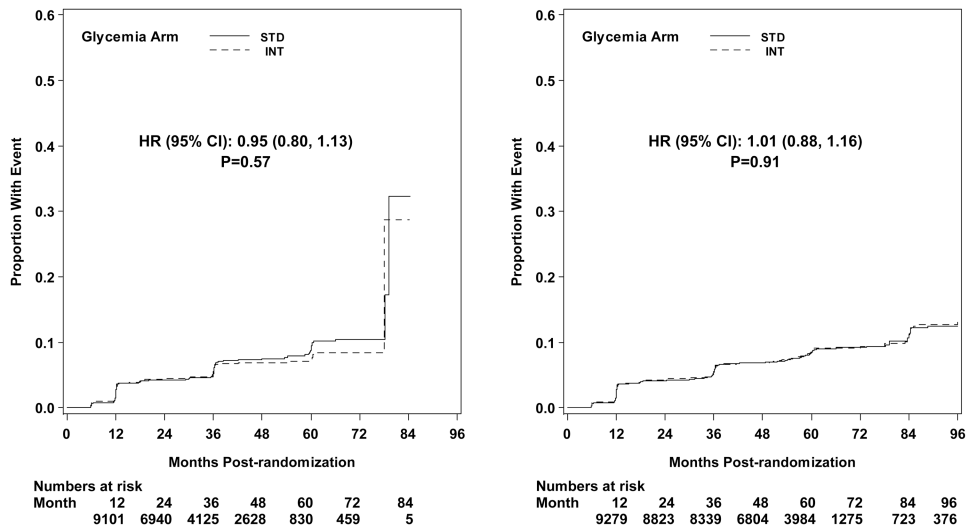 Glycemia Arm STD
INT
HR (95% CI): 0.95 (0.80, 1.13)
P=0.57
Proportion With Event
0.6
0.5
0.4
0.3
0.2
0.1
0.0
0 12 24 36 48 60 72 84 96
Months Post-randomization
Numbers at risk
Month 12 24 36 48 60 72 84
9101 6940 4125 2628 830 459 5
Glycemia Arm STD
INT
HR (95% CI): 1.01 (0.88, 1.16)
P=0.91
Proportion With Event
0.6
0.5
0.4
0.3
0.2
0.1
0.0
0 12 24 36 48 60 72 84 96
Months Post-randomization
Numbers at risk
Month 12 24 36 48 60 72 84 96
9279 8823 8339 6804 3984 1275 723 376